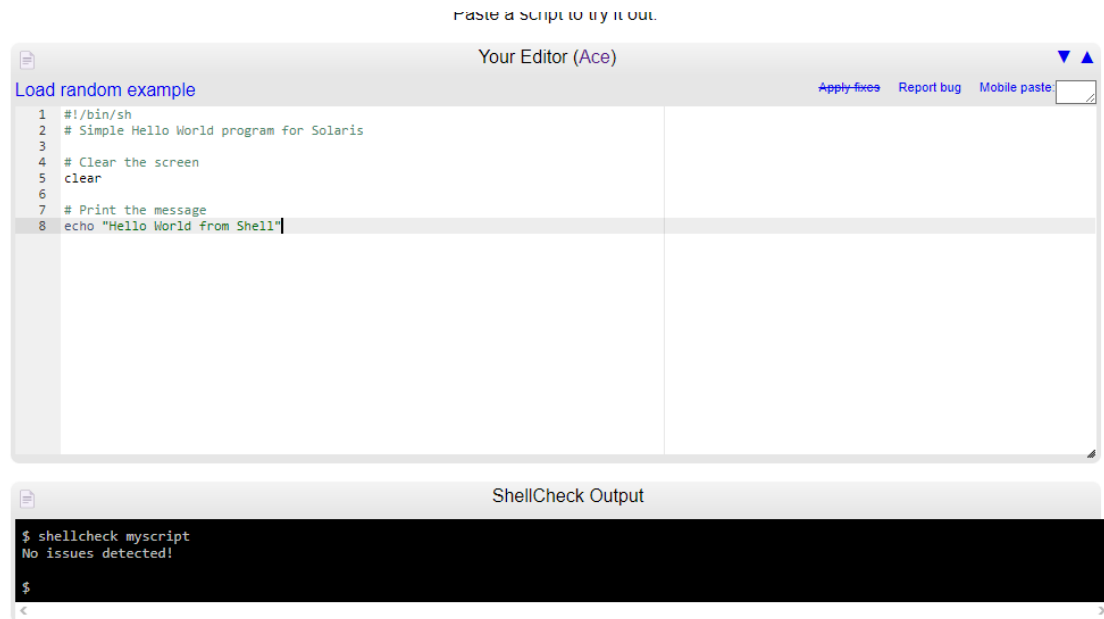 Paste a script to try it out.
Your Editor (Ace) ▼ ▲
Load random example Apply fixes Report bug Mobile paste:
1 #!/bin/sh
2 # Simple Hello World program for Solaris
3
4 # Clear the screen
5 clear
6
7 # Print the message
8 echo "Hello World from Shell"
ShellCheck Output
$ shellcheck myscript
No issues detected!
$